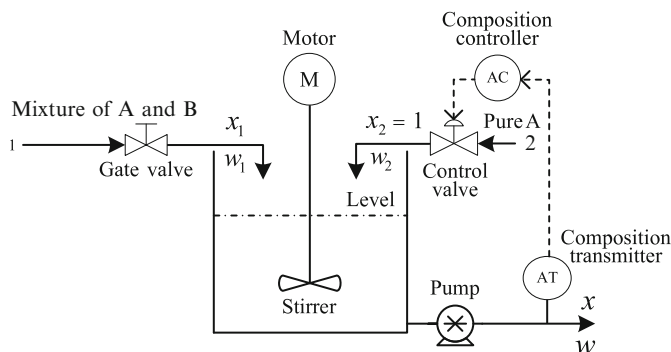 Composition
controller
Motor
AC
M
Mixture of A and B
x₁
x₂ = 1
Pure A
1
w₁
w₂
2
Gate valve
Control
valve
Level
Composition
transmitter
Pump
AT
Stirrer
x
w